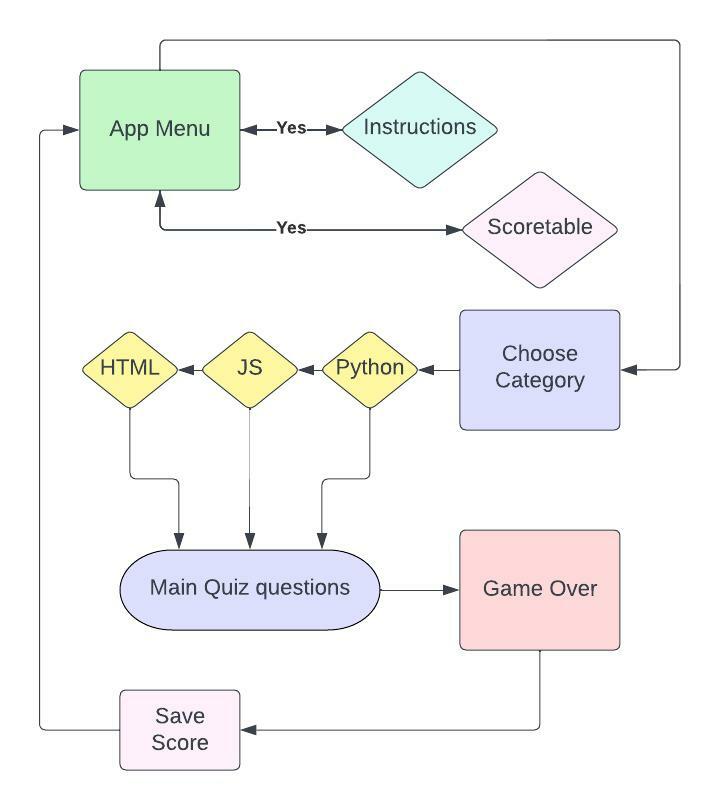 App Menu
Yes
Instructions
Yes
Scoretable
HTML
JS
Python
Choose
Category
Main Quiz questions
Game Over
Save
Score